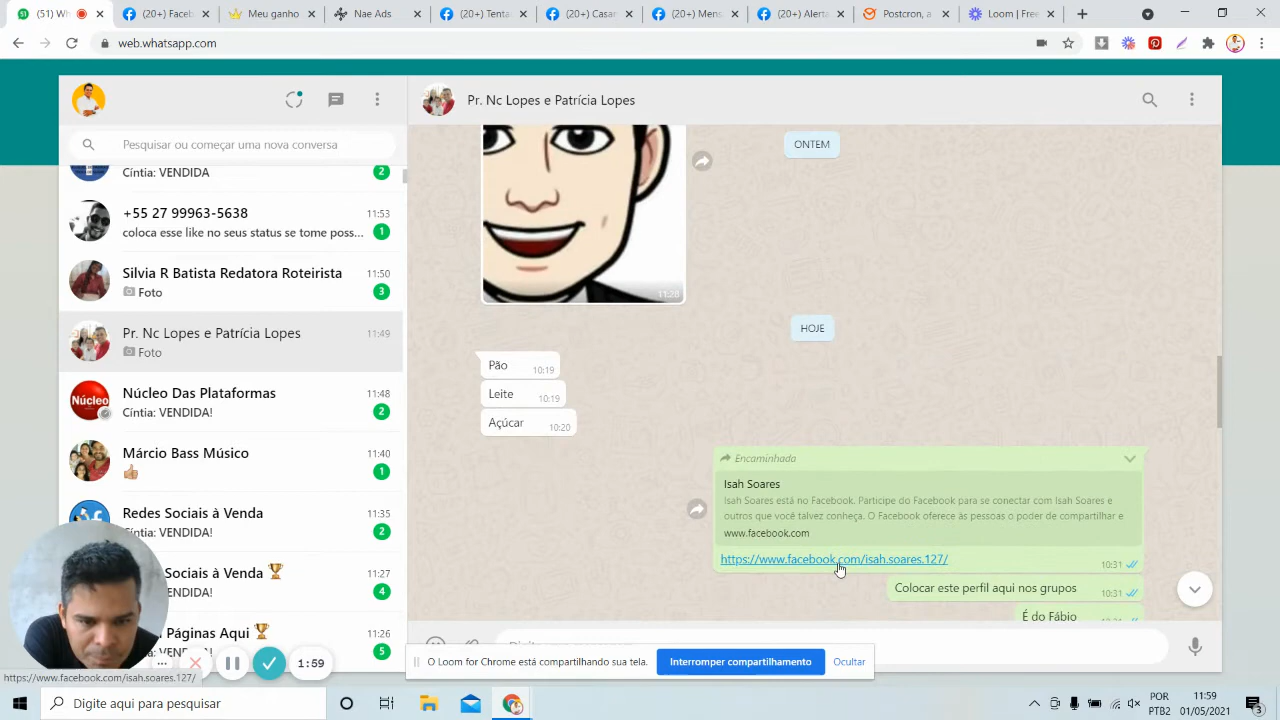 (51) W
(20+) Facebook
Meu ganho
Nae Ads
(20+) Tenta
(20+) Casar
(20+) Mens
(20+) Alerta
Postcron, a
Loom | Free
web.whatsapp.com
Pesquisar ou começar uma nova conversa
Cíntia: VENDIDA
2
+55 27 99963-5638
11:53
coloca esse like no seus status se tome poss...
1
Silvia R Batista Redatora Roteirista
11:50
Foto
3
Pr. Nc Lopes e Patrícia Lopes
11:49
Foto
Núcleo Das Plataformas
11:48
Núcleo
Cíntia: VENDIDA!
2
Márcio Bass Músico
11:40
1
Redes Sociais à Venda
11:35
2
Sociais à Venda
11:27
4
Páginas Aqui
11:26
5
Pr. Nc Lopes e Patrícia Lopes
ONTEM
11:28
HOJE
Pão 10:19
Leite 10:19
Açúcar 10:20
Encaminhada
Isah Soares
Isah Soares está no Facebook. Participe do Facebook para se conectar com Isah Soares e
outros que você talvez conheça. O Facebook oferece às pessoas o poder de compartilhar e
www.facebook.com
https://www.facebook.com/isah.soares.127/ 10:31
Colocar este perfil aqui nos grupos 10:31
É do Fábio
1:59
O Loom for Chrome está compartilhando sua tela.
Interromper compartilhamento
Ocultar
https://www.facebook.com/isah.soares.127/
Digite aqui para pesquisar
POR
PTB2
11:59
01/05/2021
3